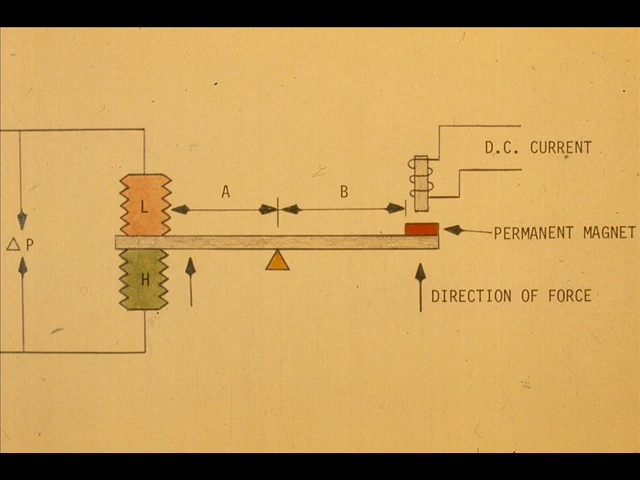 D.C. CURRENT
A
B
L
PERMANENT MAGNET
△ P
H
DIRECTION OF FORCE